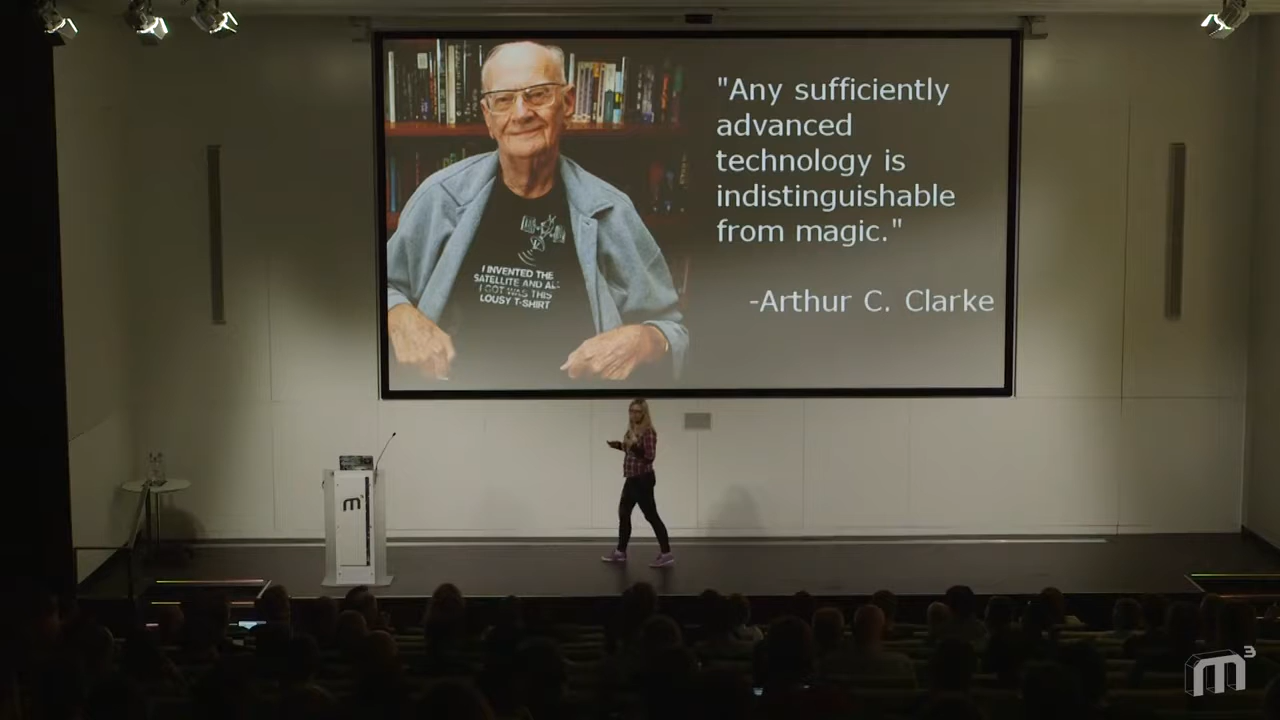 "Any sufficiently
advanced
technology is
indistinguishable
from magic."
-Arthur C. Clarke
I INVENTED THE
SATELLITE AND ALL
I GOT WAS THIS
LOUSY T-SHIRT
m
m3